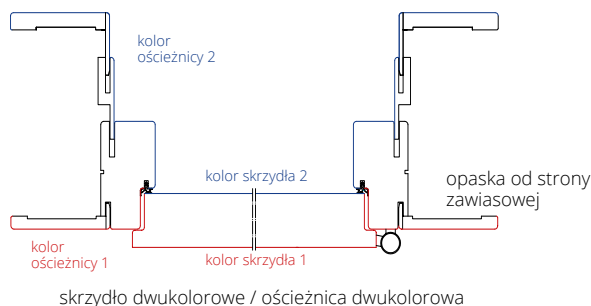 kolor
ościeżnicy 2
kolor skrzydła 2
opaska od strony
zawiasowej
kolor
ościeżnicy 1
kolor skrzydła 1
skrzydło dwukolorowe / ościeżnica dwukolorowa